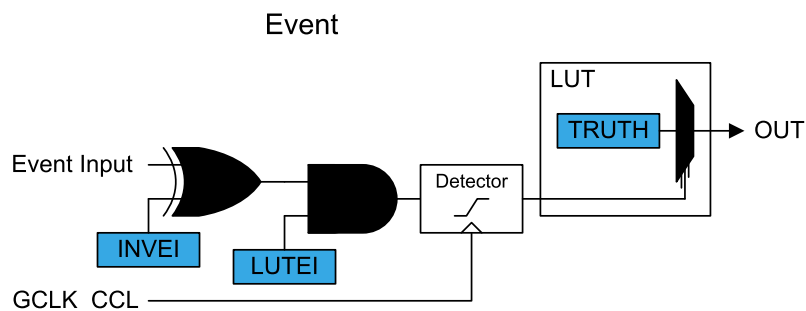 Event
LUT
TRUTH
OUT
Event Input
Detector
INVEI
LUTEI
GCLK CCL